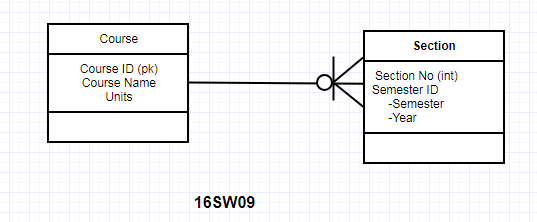 Course
Course ID (pk)
Course Name
Units
Section
Section No (int)
Semester ID
-Semester
-Year
16SW09